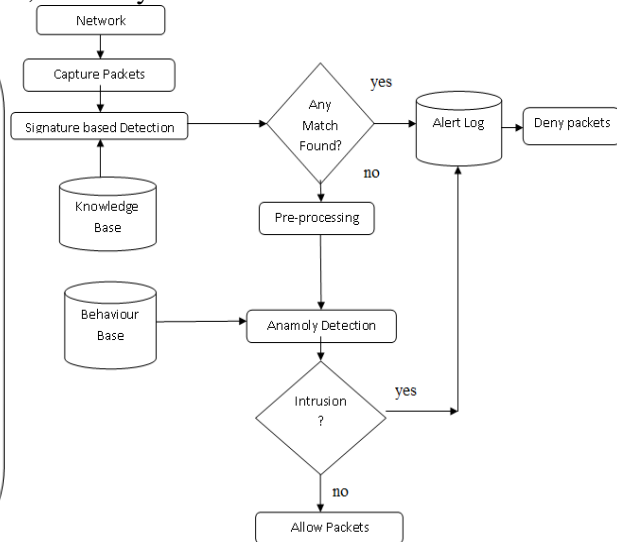 Network
Capture Packets
Signature based Detection
Knowledge
Base
Any
Match
Found?
yes
no
Alert Log
Deny packets
Pre-processing
Behaviour
Base
Anamoly Detection
Intrusion
?
yes
no
Allow Packets